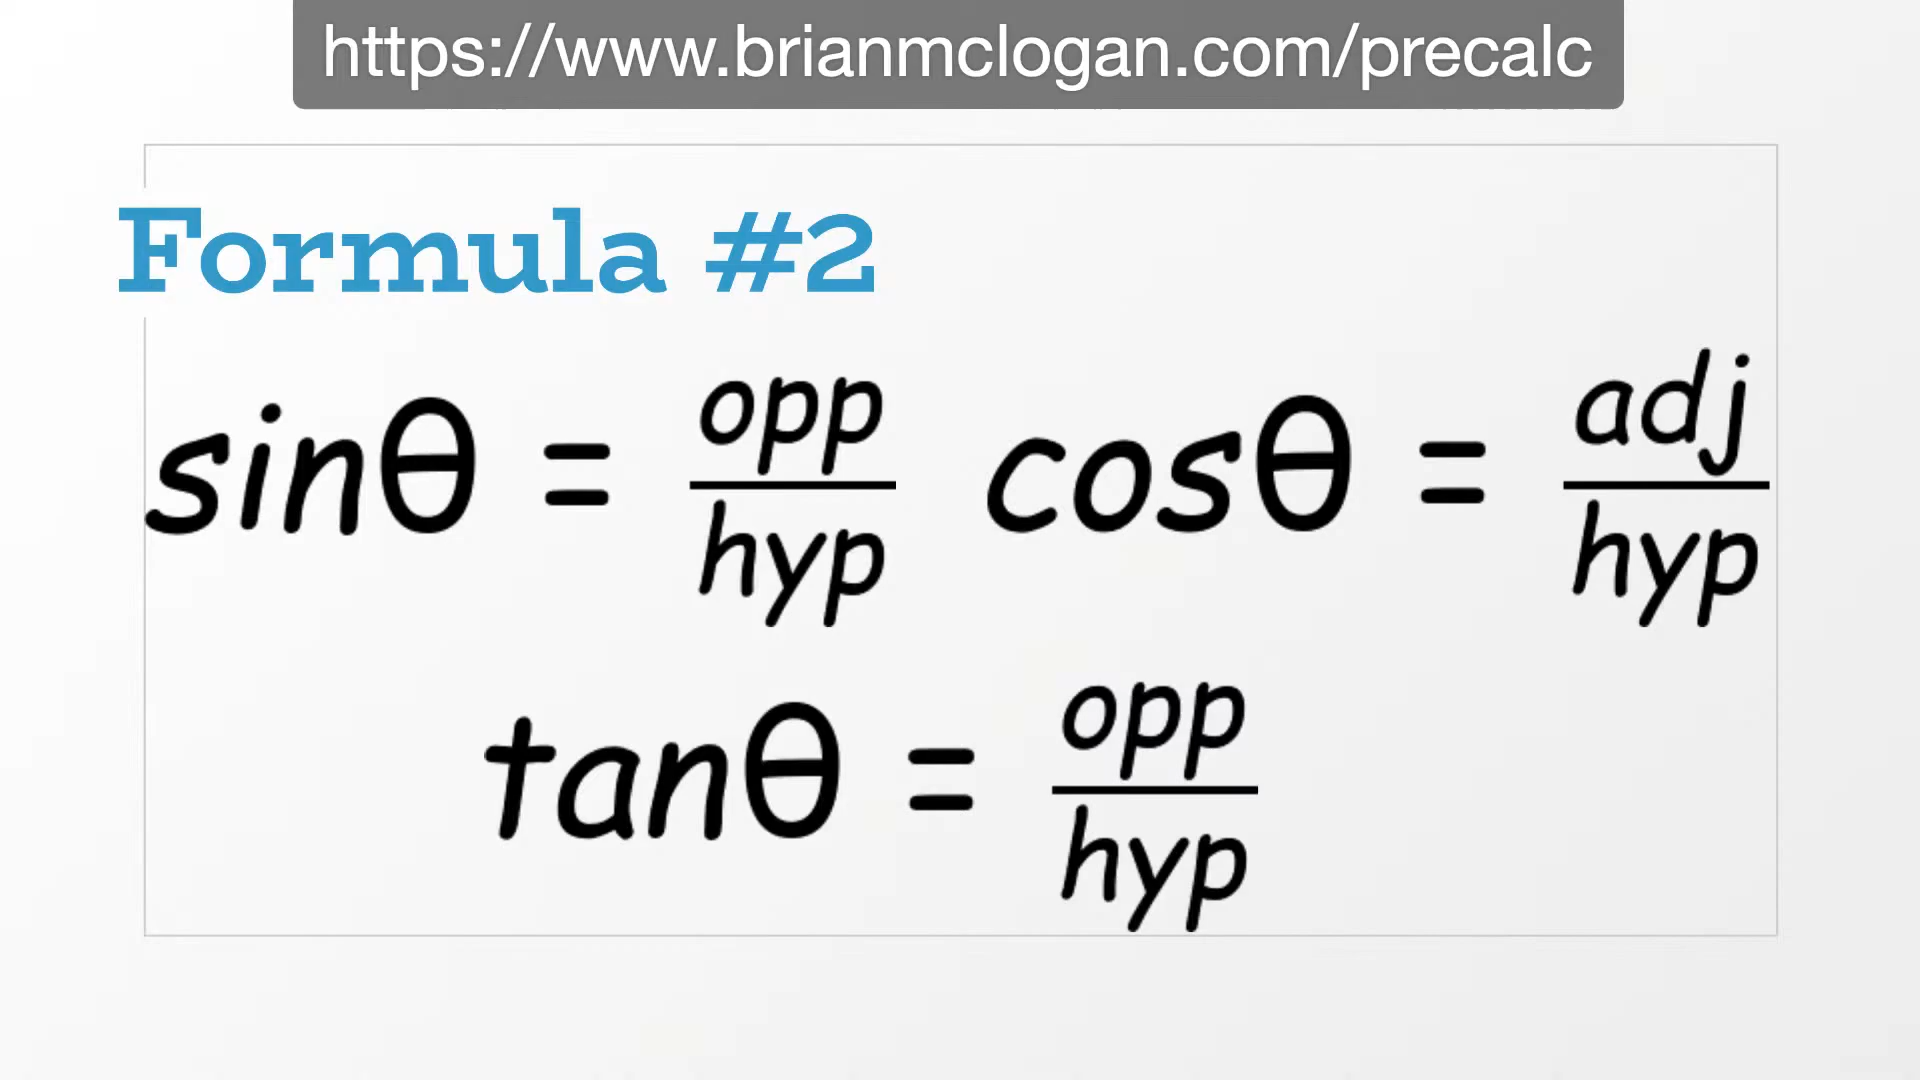 https://www.brianmclogan.com/precalc
Formula #2
sinθ = opp/hyp cosθ = adj/hyp
tanθ = opp/hyp